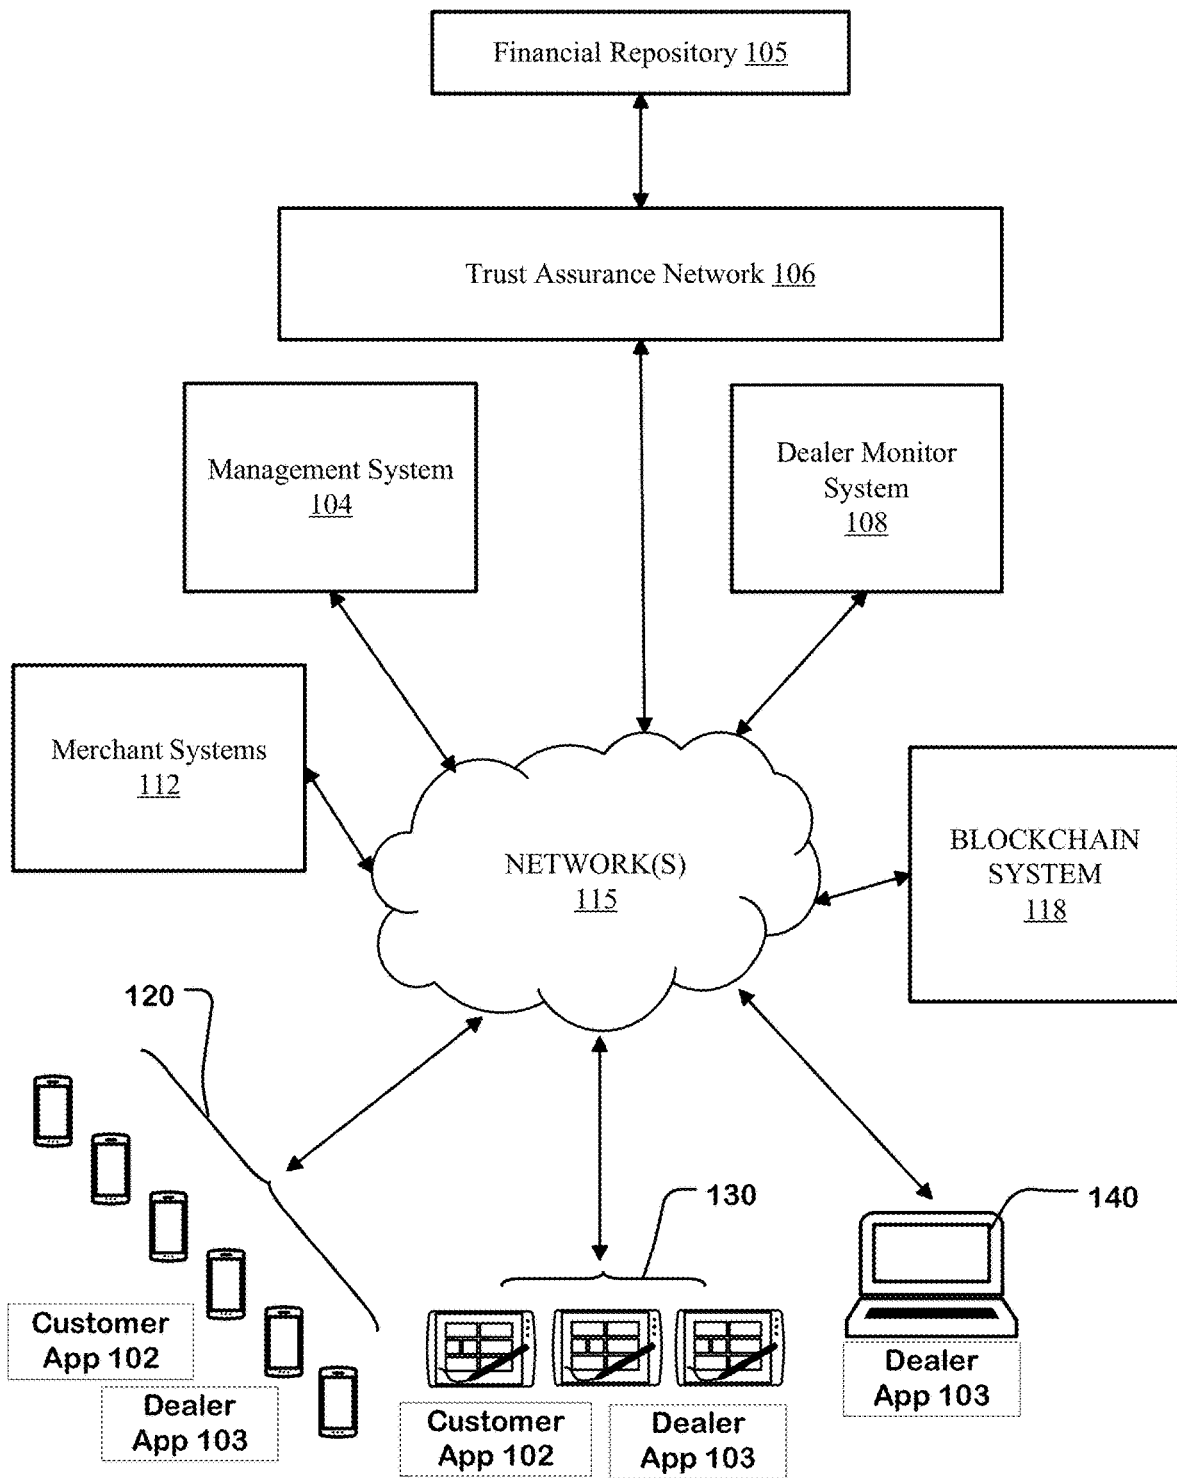 Financial Repository 105
Trust Assurance Network 106
Management System
104
Dealer Monitor
System
108
Merchant Systems
112
NETWORK(S)
115
BLOCKCHAIN
SYSTEM
118
120
130
140
Customer
App 102
Dealer
App 103
Customer
App 102
Dealer
App 103
Dealer
App 103